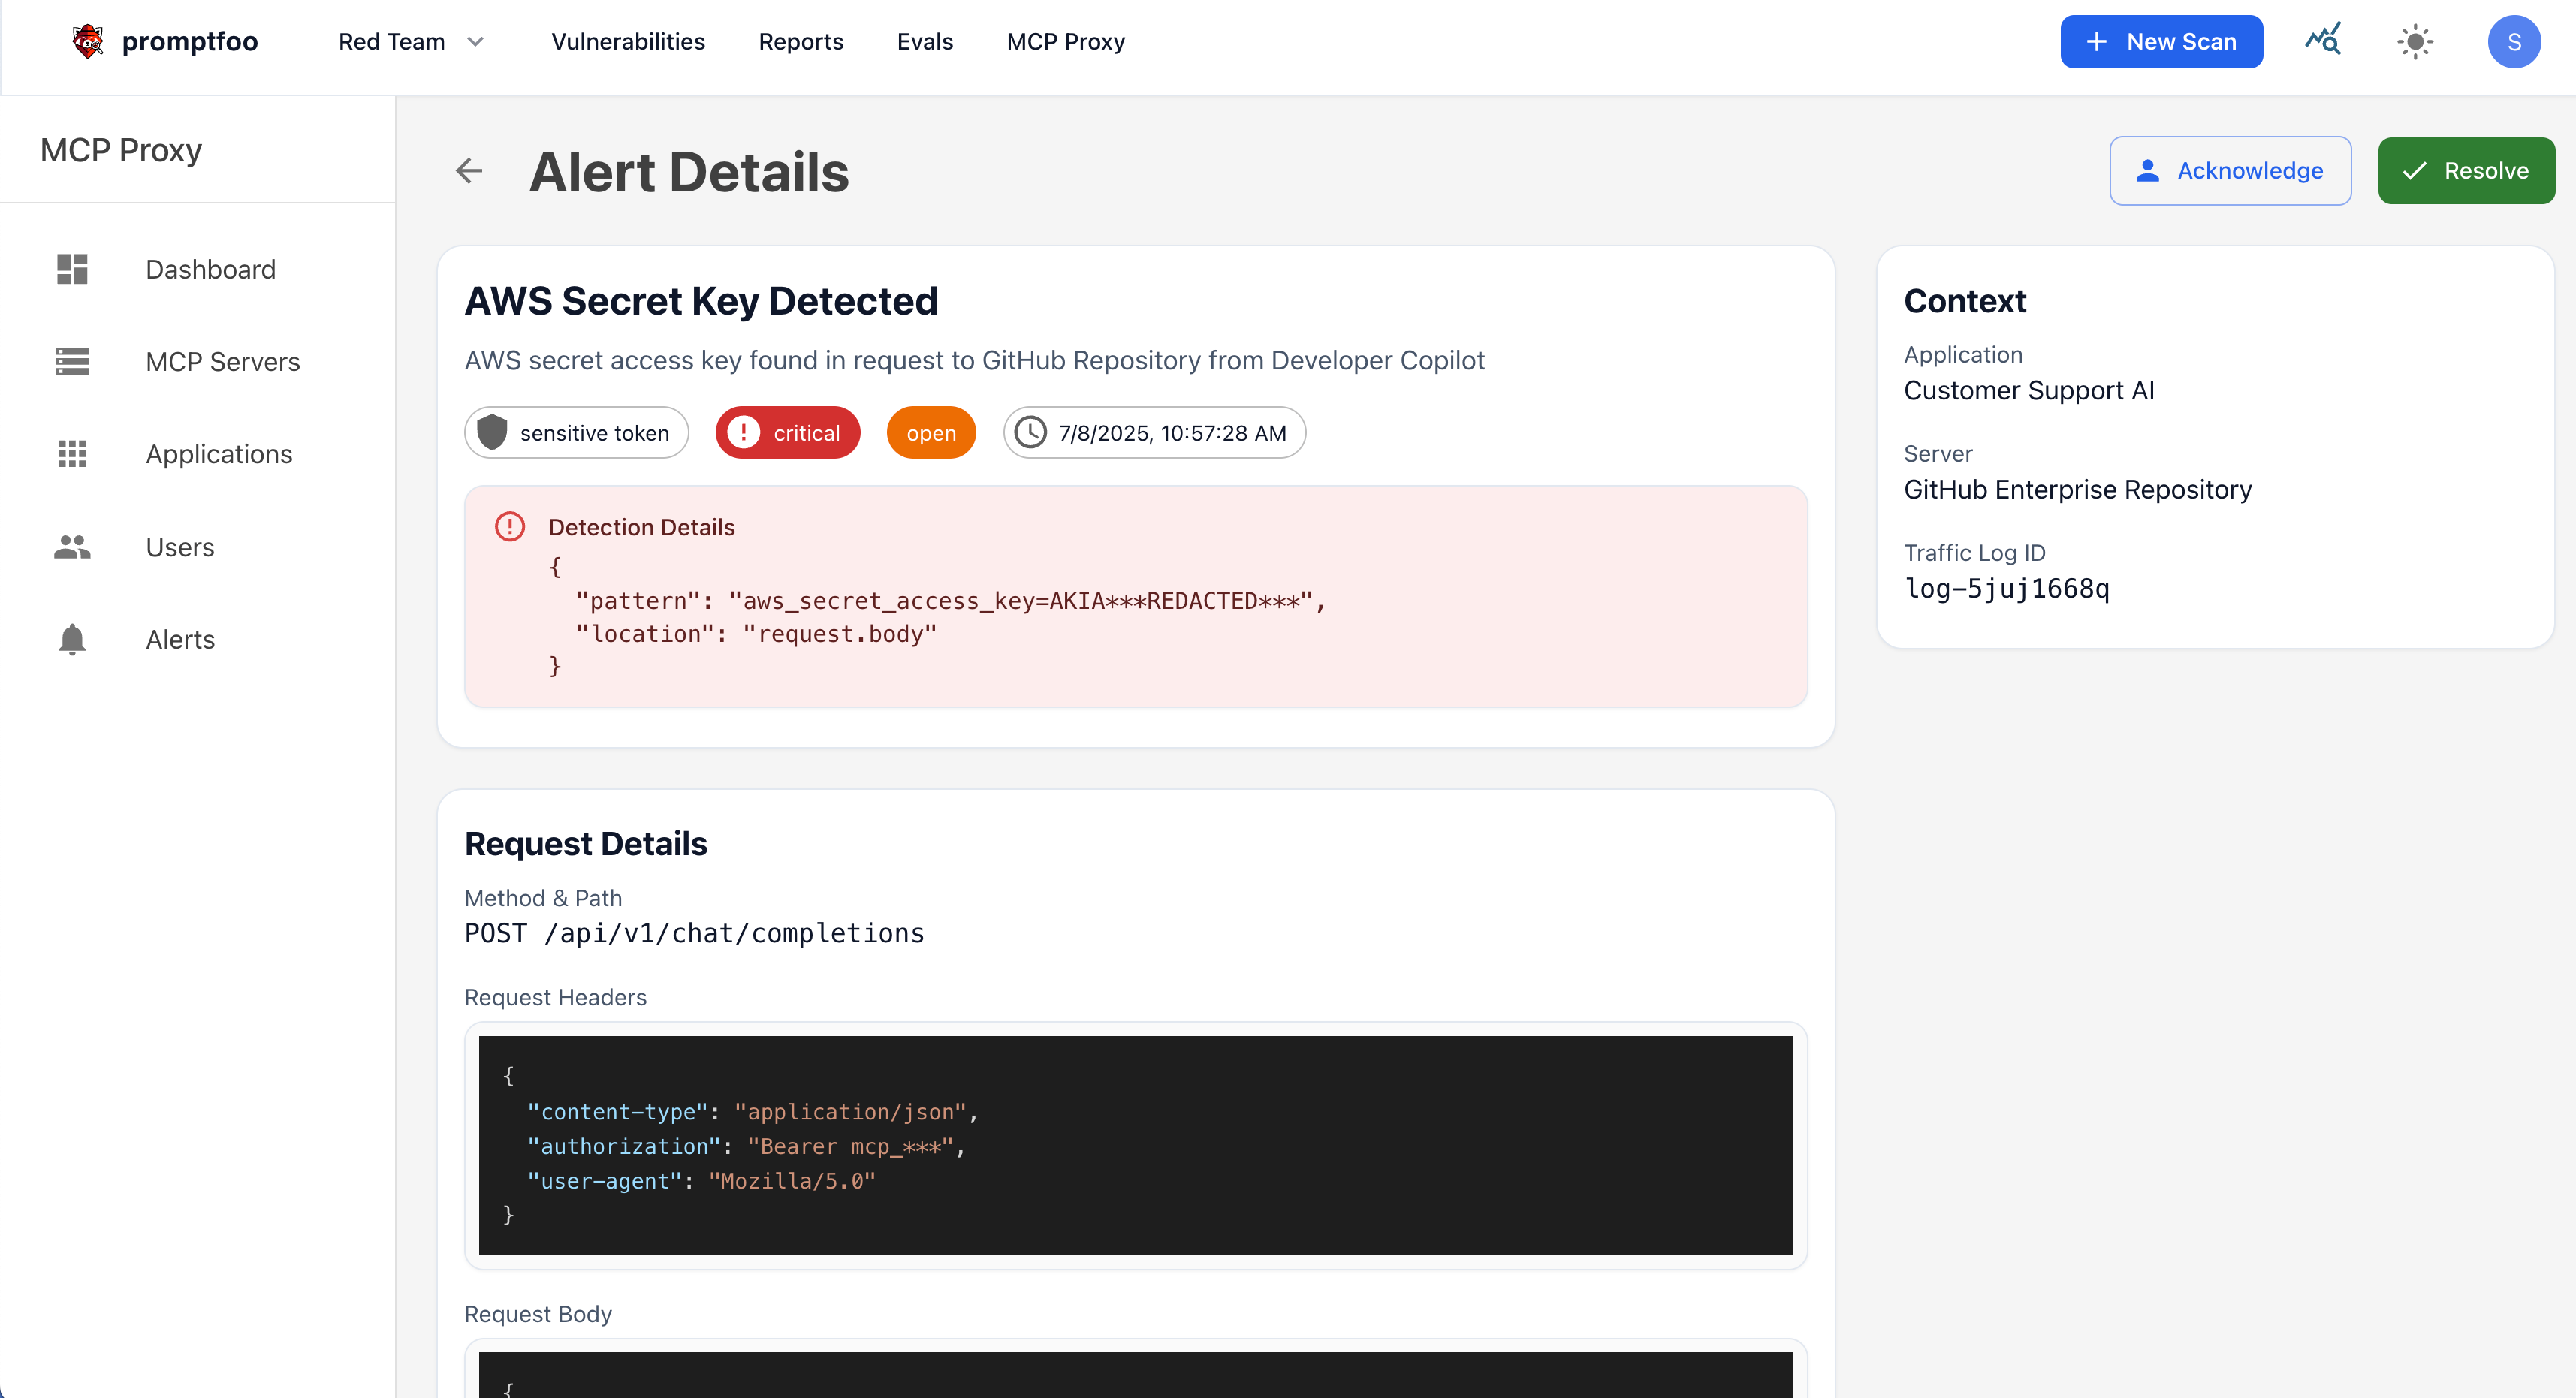 promptfoo
Red Team
Vulnerabilities
Reports
Evals
MCP Proxy
New Scan
S
MCP Proxy
Dashboard
MCP Servers
Applications
Users
Alerts
Alert Details
Acknowledge
Resolve
AWS Secret Key Detected
AWS secret access key found in request to GitHub Repository from Developer Copilot
sensitive token
critical
open
7/8/2025, 10:57:28 AM
Detection Details
{
"pattern": "aws_secret_access_key=AKIA***REDACTED***",
"location": "request.body"
}
Context
Application
Customer Support AI
Server
GitHub Enterprise Repository
Traffic Log ID
log-5juj1668q
Request Details
Method & Path
POST /api/v1/chat/completions
Request Headers
{
"content-type": "application/json",
"authorization": "Bearer mcp_***",
"user-agent": "Mozilla/5.0"
}
Request Body
{